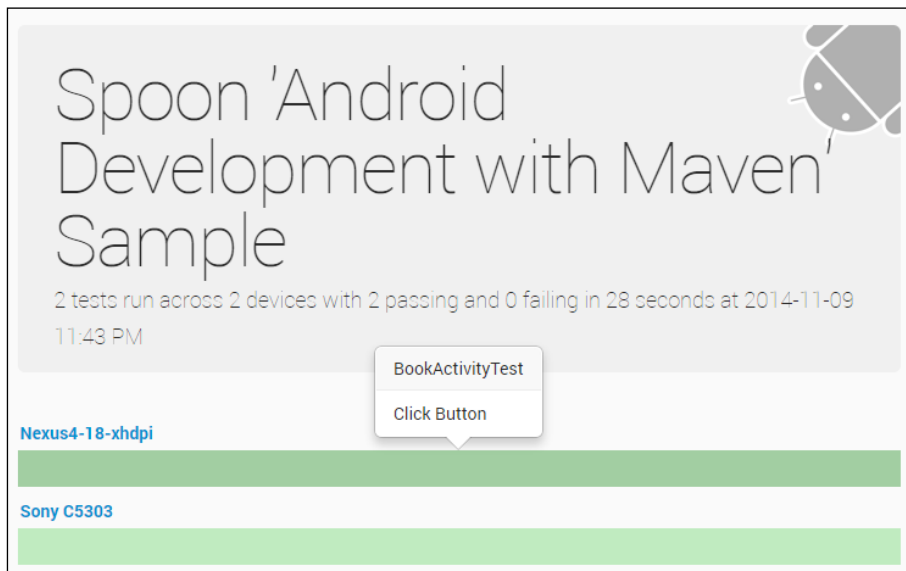 Spoon 'Android
Development with Maven'
Sample
2 tests run across 2 devices with 2 passing and 0 failing in 28 seconds at 2014-11-09
11:43 PM
BookActivityTest
Click Button
Nexus4-18-xhdpi
Sony C5303